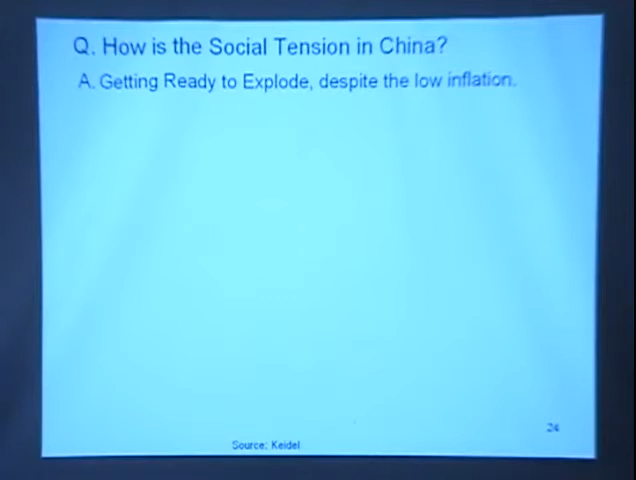 Q. How is the Social Tension in China?
A. Getting Ready to Explode, despite the low inflation.
24
Source: Keidel